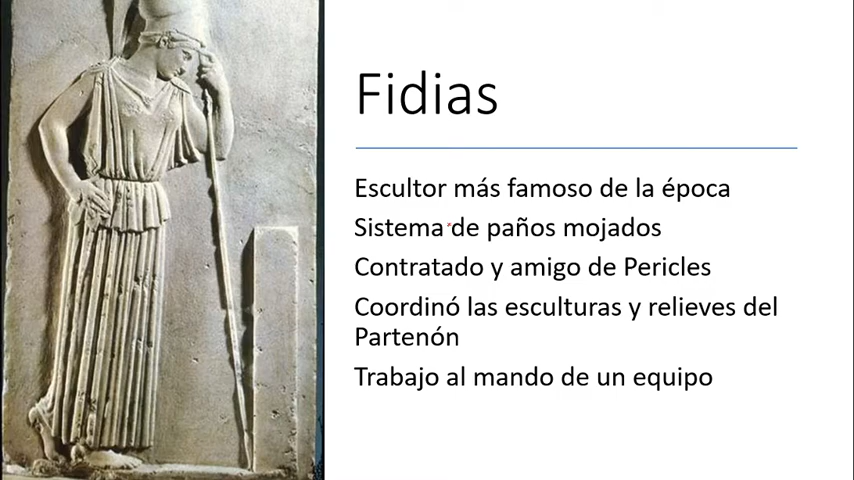 Fidias
Escultor más famoso de la época
Sistema de paños mojados
Contratado y amigo de Pericles
Coordinó las esculturas y relieves del
Partenón
Trabajo al mando de un equipo